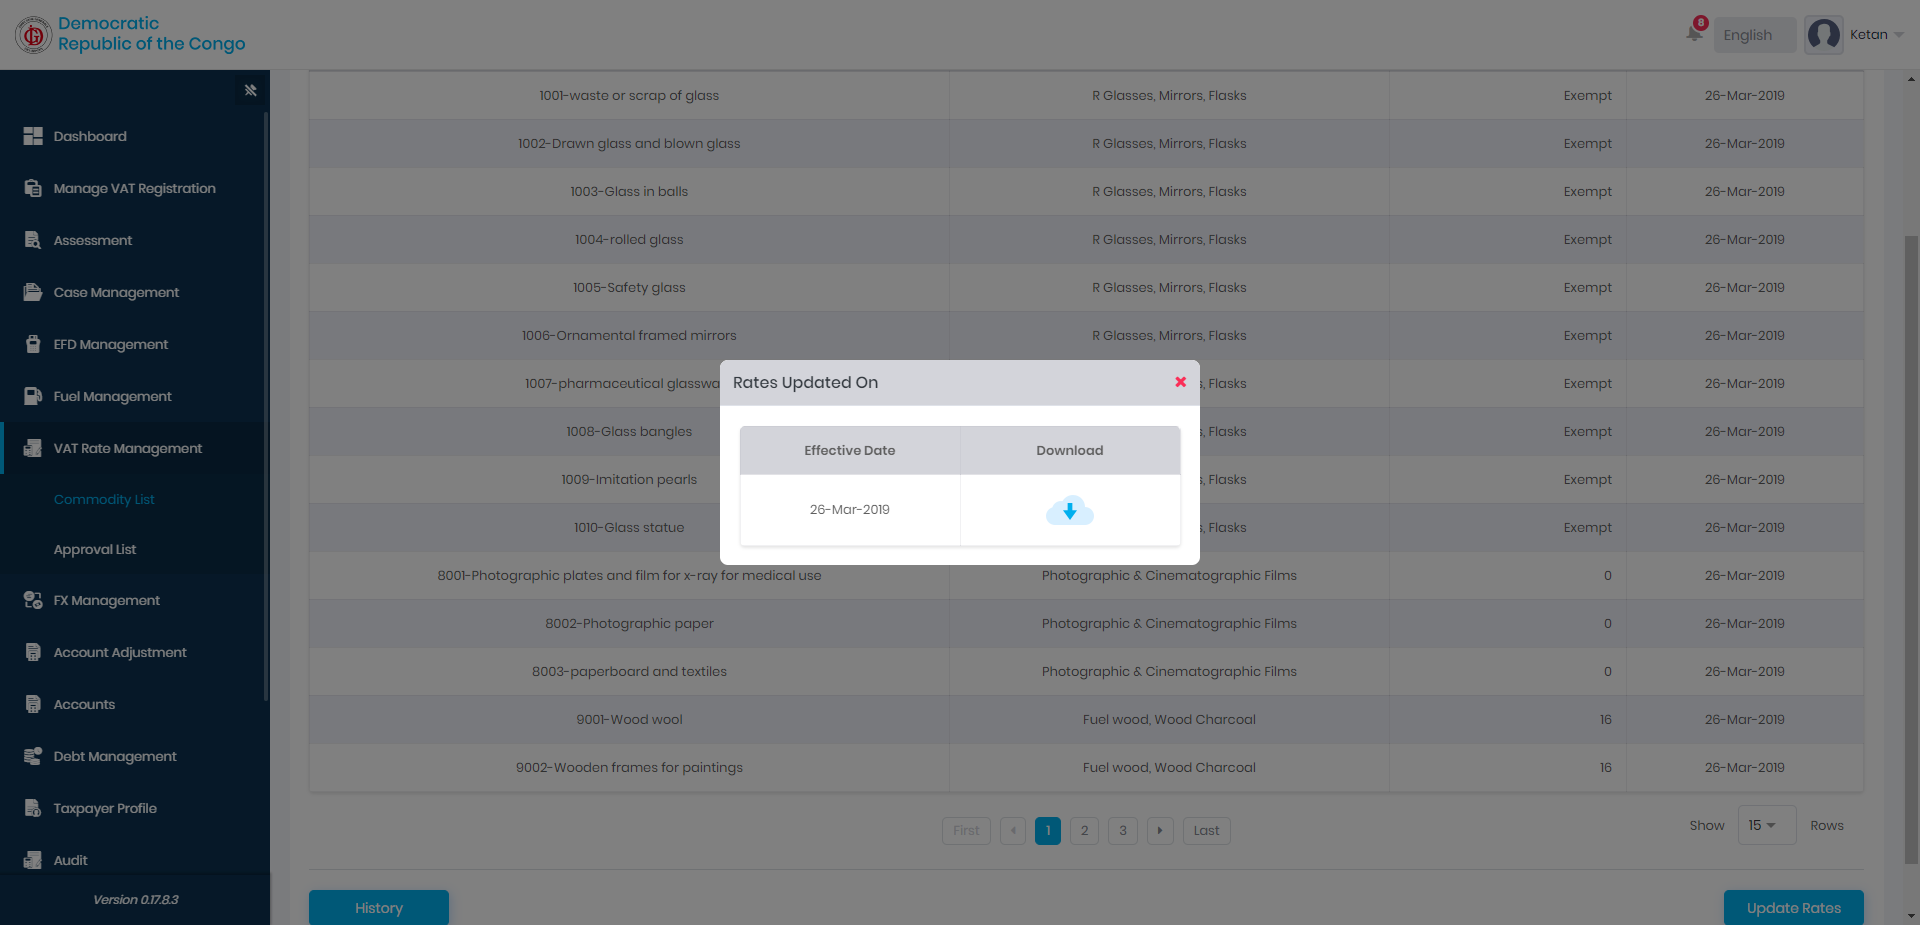 Democratic
Republic of the Congo
8
English
Ketan
Dashboard
Manage VAT Registration
Assessment
Case Management
EFD Management
Fuel Management
VAT Rate Management
Commodity List
Approval List
FX Management
Account Adjustment
Accounts
Debt Management
Taxpayer Profile
Audit
Version 0.17.8.3
1001-waste or scrap of glass R Glasses, Mirrors, Flasks Exempt 26-Mar-2019
1002-Drawn glass and blown glass R Glasses, Mirrors, Flasks Exempt 26-Mar-2019
1003-Glass in balls R Glasses, Mirrors, Flasks Exempt 26-Mar-2019
1004-rolled glass R Glasses, Mirrors, Flasks Exempt 26-Mar-2019
1005-Safety glass R Glasses, Mirrors, Flasks Exempt 26-Mar-2019
1006-Ornamental framed mirrors R Glasses, Mirrors, Flasks Exempt 26-Mar-2019
1007-pharmaceutical glasswa s, Flasks Exempt 26-Mar-2019
1008-Glass bangles s, Flasks Exempt 26-Mar-2019
1009-Imitation pearls s, Flasks Exempt 26-Mar-2019
1010-Glass statue s, Flasks Exempt 26-Mar-2019
8001-Photographic plates and film for x-ray for medical use Photographic & Cinematographic Films 0 26-Mar-2019
8002-Photographic paper Photographic & Cinematographic Films 0 26-Mar-2019
8003-paperboard and textiles Photographic & Cinematographic Films 0 26-Mar-2019
9001-Wood wool Fuel wood, Wood Charcoal 16 26-Mar-2019
9002-Wooden frames for paintings Fuel wood, Wood Charcoal 16 26-Mar-2019
Rates Updated On
Effective Date Download
26-Mar-2019
First 1 2 3 Last
Show 15 Rows
History
Update Rates